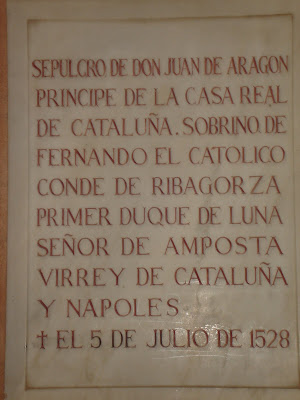 SEPULCRO DE DON JUAN DE ARAGON
PRINCIPE DE LA CASA REAL
DE CATALUÑA. SOBRINO DE
FERNANDO EL CATOLICO
CONDE DE RIBAGORZA
PRIMER DUQUE DE LUNA
SEÑOR DE AMPOSTA
VIRREY DE CATALUÑA
Y NAPOLES
† EL 5 DE JULIO DE 1528